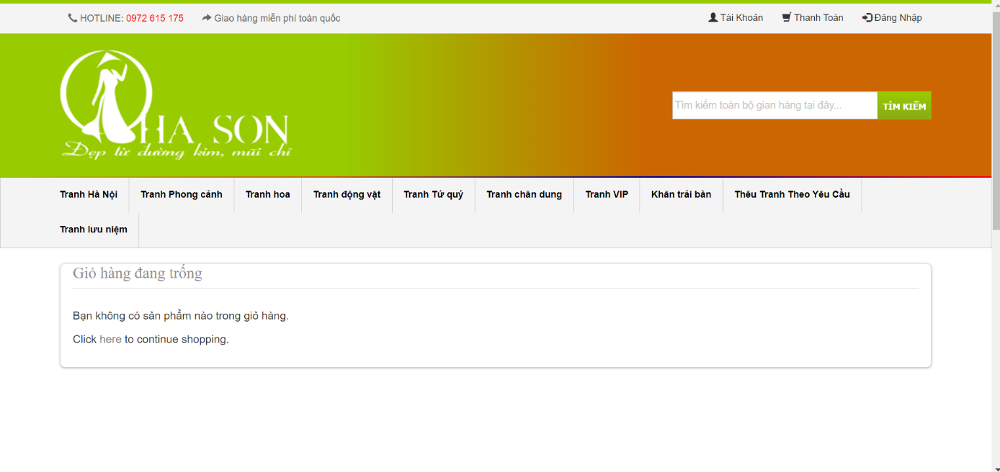 HOTLINE: 0972 615 175 Giao hàng miễn phí toàn quốc Tài Khoản Thanh Toán Đăng Nhập
HA SON
Đẹp từ đường kim, mũi chỉ
Tìm kiếm toàn bộ gian hàng tại đây... TÌM KIẾM
Tranh Hà Nội Tranh Phong cảnh Tranh hoa Tranh động vật Tranh Tứ quý Tranh chân dung Tranh VIP Khăn trải bàn Thêu Tranh Theo Yêu Cầu
Tranh lưu niệm
Giỏ hàng đang trống
Bạn không có sản phẩm nào trong giỏ hàng.
Click here to continue shopping.